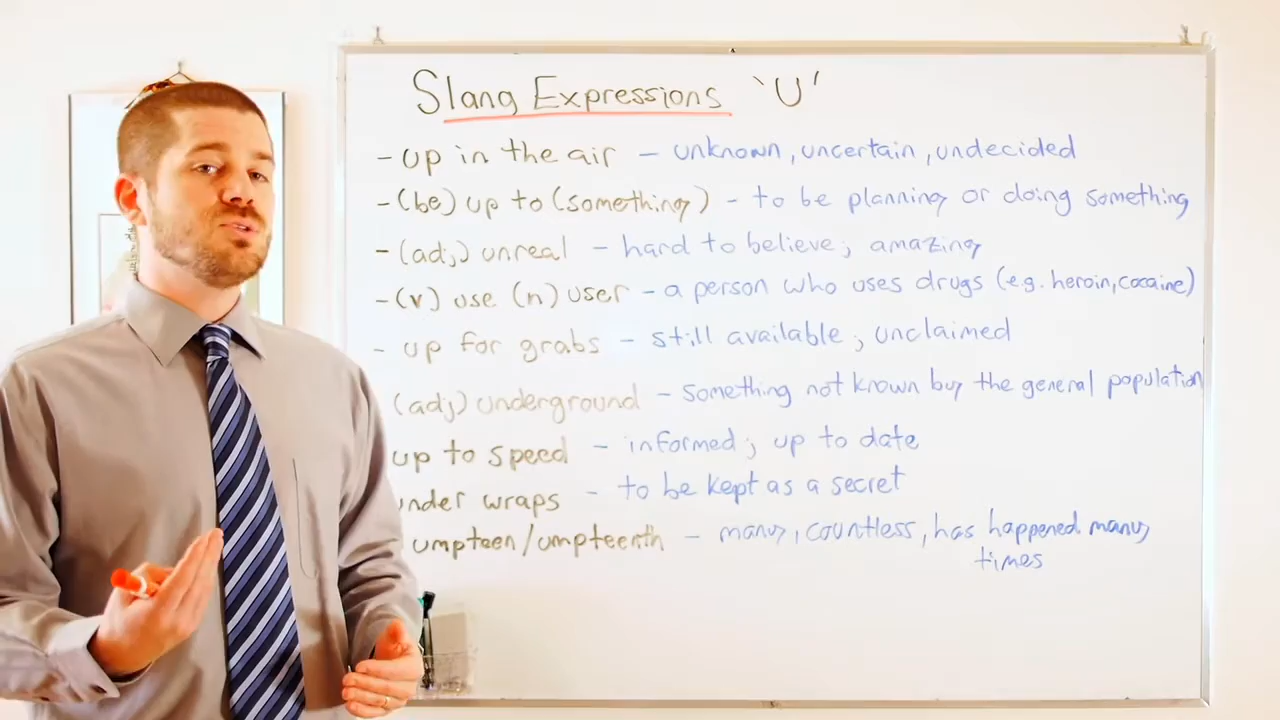 Slang Expressions 'U'
- up in the air - unknown, uncertain, undecided
- (be) up to (something) - to be planning or doing something
- (adj) unreal - hard to believe; amazing
- (v) use (n) user - a person who uses drugs (e.g. heroin, cocaine)
- up for grabs - still available; unclaimed
(adj) underground - something not known buy the general population
up to speed - informed; up to date
under wraps - to be kept as a secret
umpteen/umpteenth - many, countless, has happened many
times